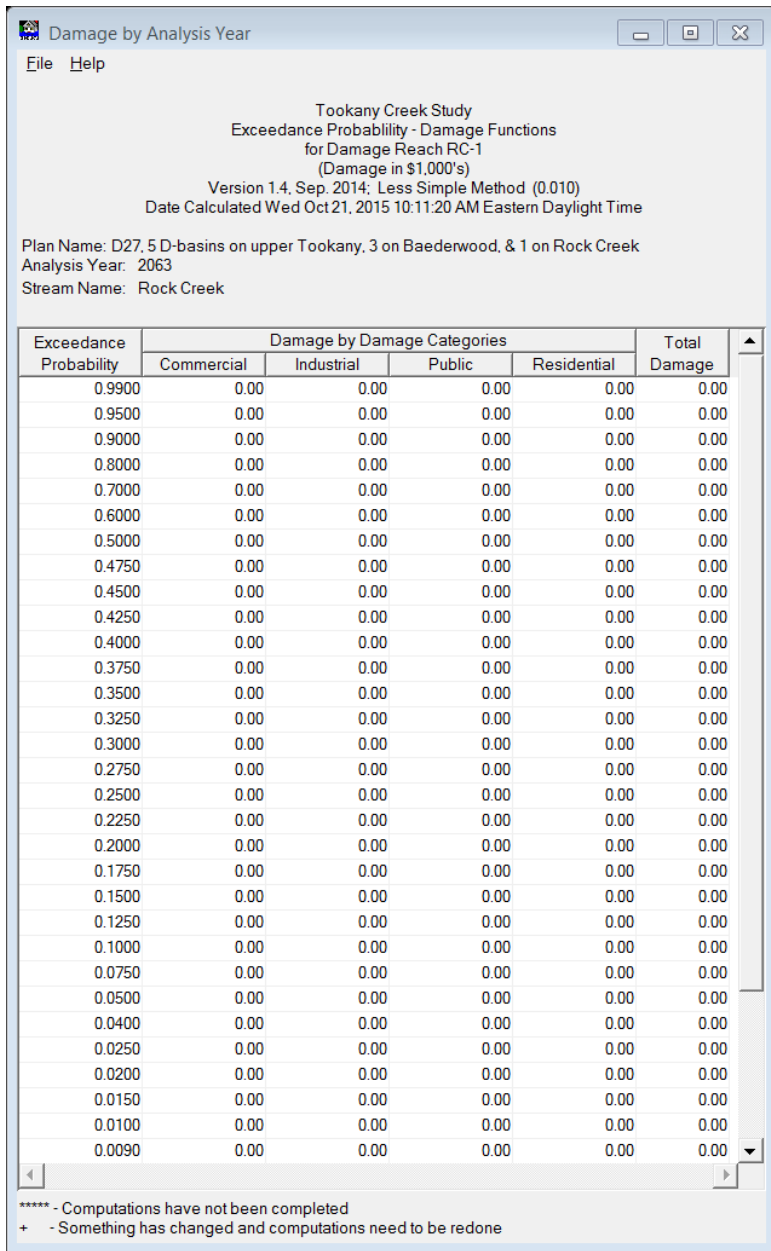 Damage by Analysis Year
File Help
Tookany Creek Study
Exceedance Probablility - Damage Functions
for Damage Reach RC-1
(Damage in $1,000's)
Version 1.4, Sep. 2014; Less Simple Method (0.010)
Date Calculated Wed Oct 21, 2015 10:11:20 AM Eastern Daylight Time
Plan Name: D27, 5 D-basins on upper Tookany, 3 on Baederwood, & 1 on Rock Creek
Analysis Year: 2063
Stream Name: Rock Creek
Exceedance Damage by Damage Categories Total
Probability Commercial Industrial Public Residential Damage
0.9900 0.00 0.00 0.00 0.00 0.00
0.9500 0.00 0.00 0.00 0.00 0.00
0.9000 0.00 0.00 0.00 0.00 0.00
0.8000 0.00 0.00 0.00 0.00 0.00
0.7000 0.00 0.00 0.00 0.00 0.00
0.6000 0.00 0.00 0.00 0.00 0.00
0.5000 0.00 0.00 0.00 0.00 0.00
0.4750 0.00 0.00 0.00 0.00 0.00
0.4500 0.00 0.00 0.00 0.00 0.00
0.4250 0.00 0.00 0.00 0.00 0.00
0.4000 0.00 0.00 0.00 0.00 0.00
0.3750 0.00 0.00 0.00 0.00 0.00
0.3500 0.00 0.00 0.00 0.00 0.00
0.3250 0.00 0.00 0.00 0.00 0.00
0.3000 0.00 0.00 0.00 0.00 0.00
0.2750 0.00 0.00 0.00 0.00 0.00
0.2500 0.00 0.00 0.00 0.00 0.00
0.2250 0.00 0.00 0.00 0.00 0.00
0.2000 0.00 0.00 0.00 0.00 0.00
0.1750 0.00 0.00 0.00 0.00 0.00
0.1500 0.00 0.00 0.00 0.00 0.00
0.1250 0.00 0.00 0.00 0.00 0.00
0.1000 0.00 0.00 0.00 0.00 0.00
0.0750 0.00 0.00 0.00 0.00 0.00
0.0500 0.00 0.00 0.00 0.00 0.00
0.0400 0.00 0.00 0.00 0.00 0.00
0.0250 0.00 0.00 0.00 0.00 0.00
0.0200 0.00 0.00 0.00 0.00 0.00
0.0150 0.00 0.00 0.00 0.00 0.00
0.0100 0.00 0.00 0.00 0.00 0.00
0.0090 0.00 0.00 0.00 0.00 0.00
***** - Computations have not been completed
+ - Something has changed and computations need to be redone